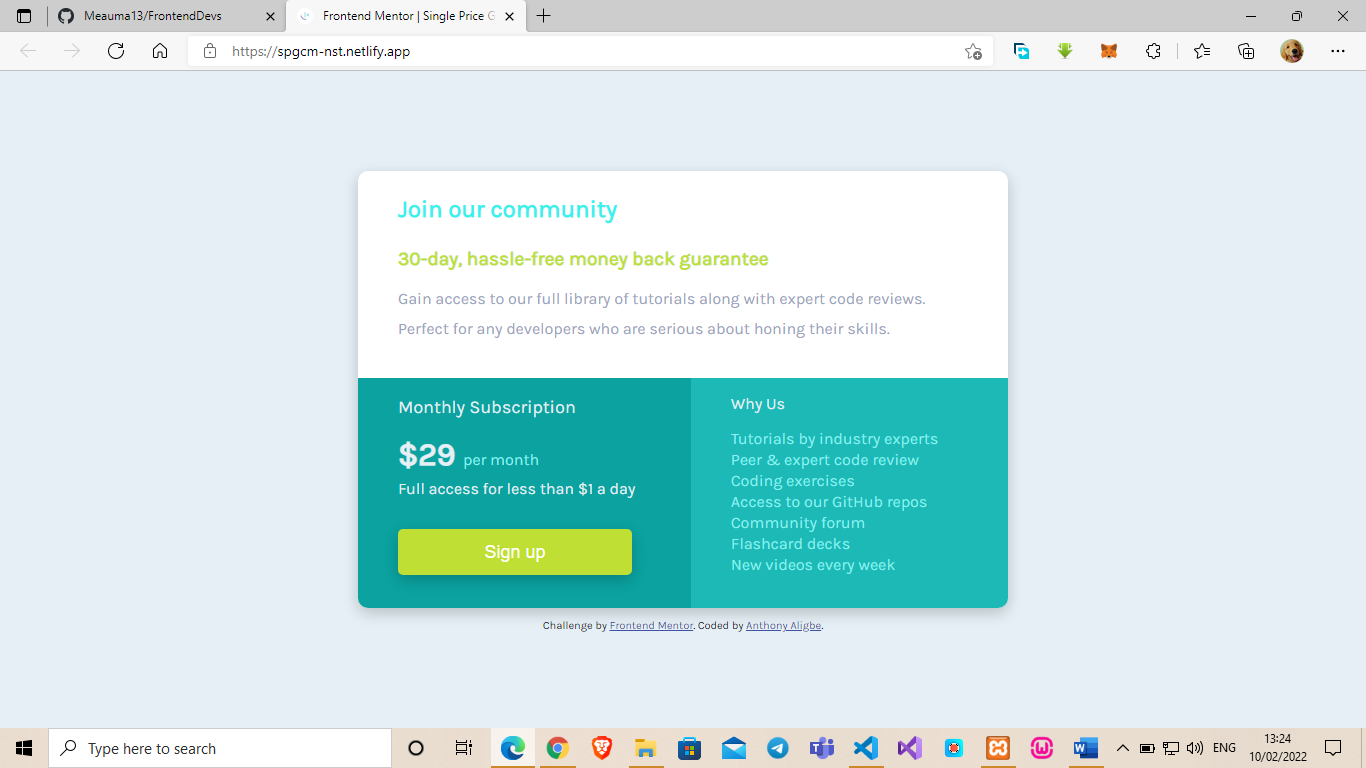 Meauma13/FrontendDevs
Frontend Mentor | Single Price G
https://spgcm-nst.netlify.app
Join our community
30-day, hassle-free money back guarantee
Gain access to our full library of tutorials along with expert code reviews.
Perfect for any developers who are serious about honing their skills.
Monthly Subscription
$29 per month
Full access for less than $1 a day
Sign up
Why Us
Tutorials by industry experts
Peer & expert code review
Coding exercises
Access to our GitHub repos
Community forum
Flashcard decks
New videos every week
Challenge by Frontend Mentor. Coded by Anthony Aligbe.
Type here to search
ENG
13:24
10/02/2022